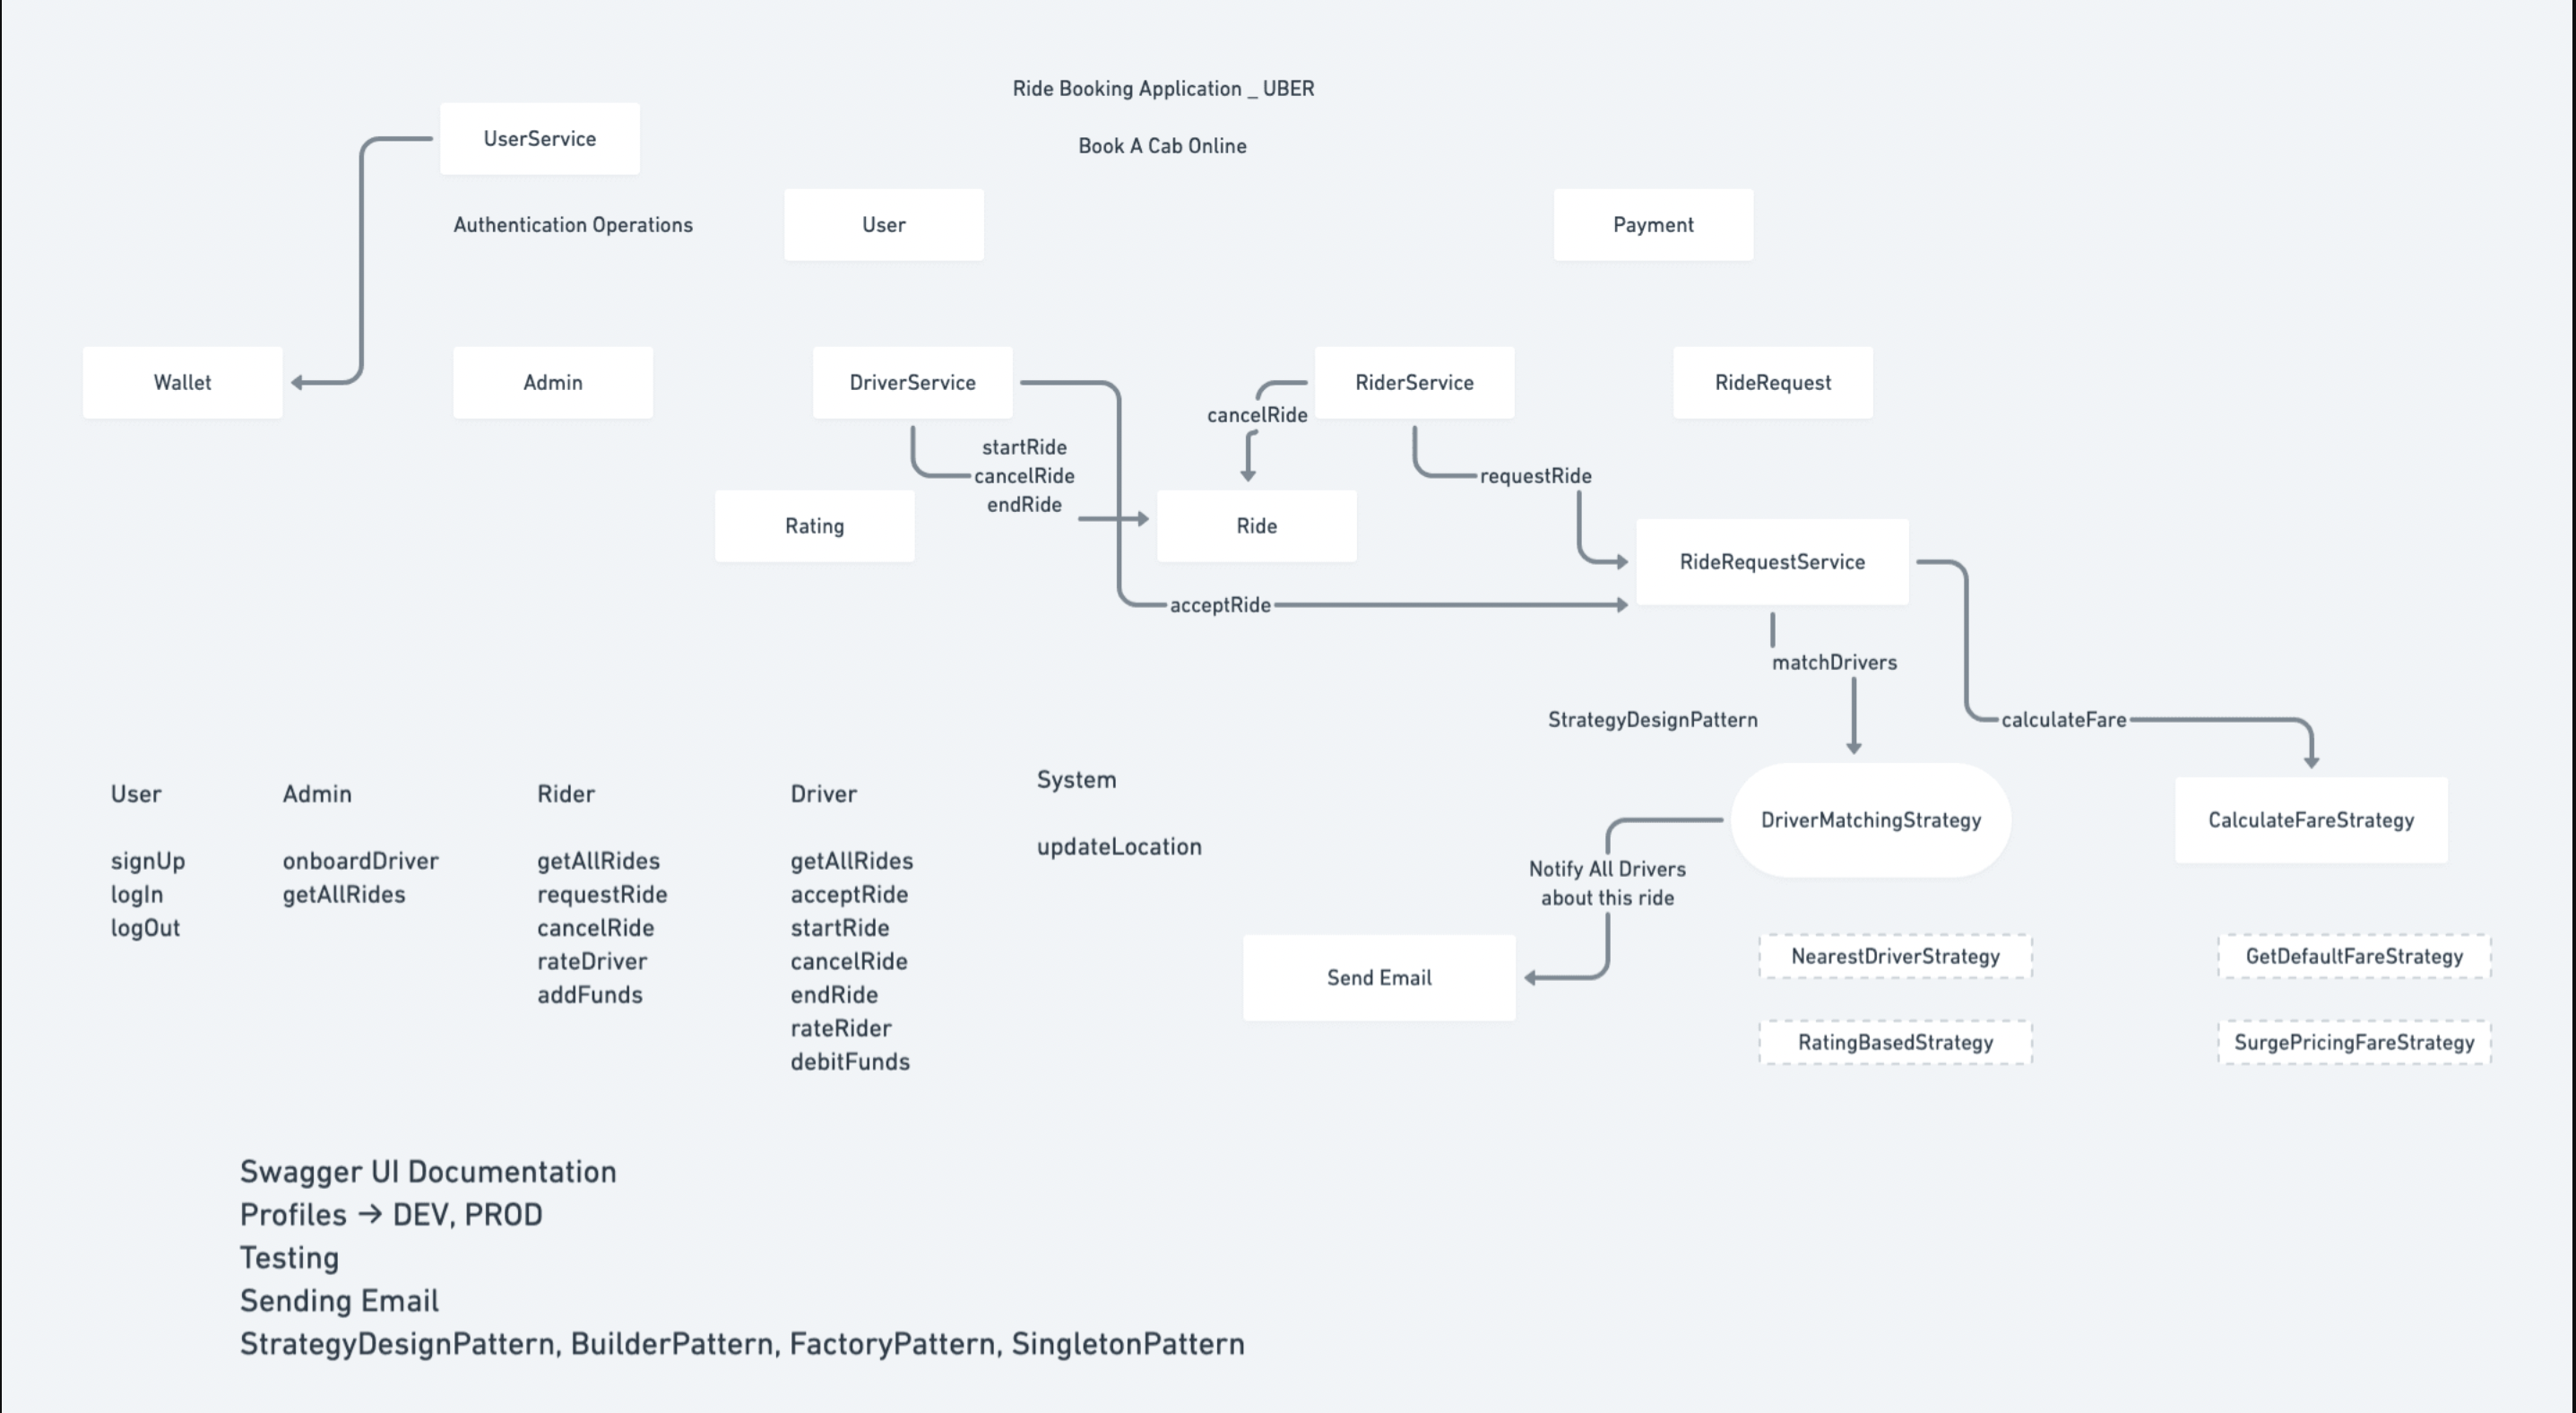 Ride Booking Application _ UBER
Book A Cab Online
UserService
Authentication Operations
User
Payment
Wallet
Admin
DriverService
RiderService
RideRequest
cancelRide
startRide
cancelRide
endRide
requestRide
Rating
Ride
RideRequestService
acceptRide
matchDrivers
StrategyDesignPattern
calculateFare
DriverMatchingStrategy
CalculateFareStrategy
Notify All Drivers
about this ride
Send Email
NearestDriverStrategy
GetDefaultFareStrategy
RatingBasedStrategy
SurgePricingFareStrategy
User
signUp
logIn
logOut
Admin
onboardDriver
getAllRides
Rider
getAllRides
requestRide
cancelRide
rateDriver
addFunds
Driver
getAllRides
acceptRide
startRide
cancelRide
endRide
rateRider
debitFunds
System
updateLocation
Swagger UI Documentation
Profiles → DEV, PROD
Testing
Sending Email
StrategyDesignPattern, BuilderPattern, FactoryPattern, SingletonPattern